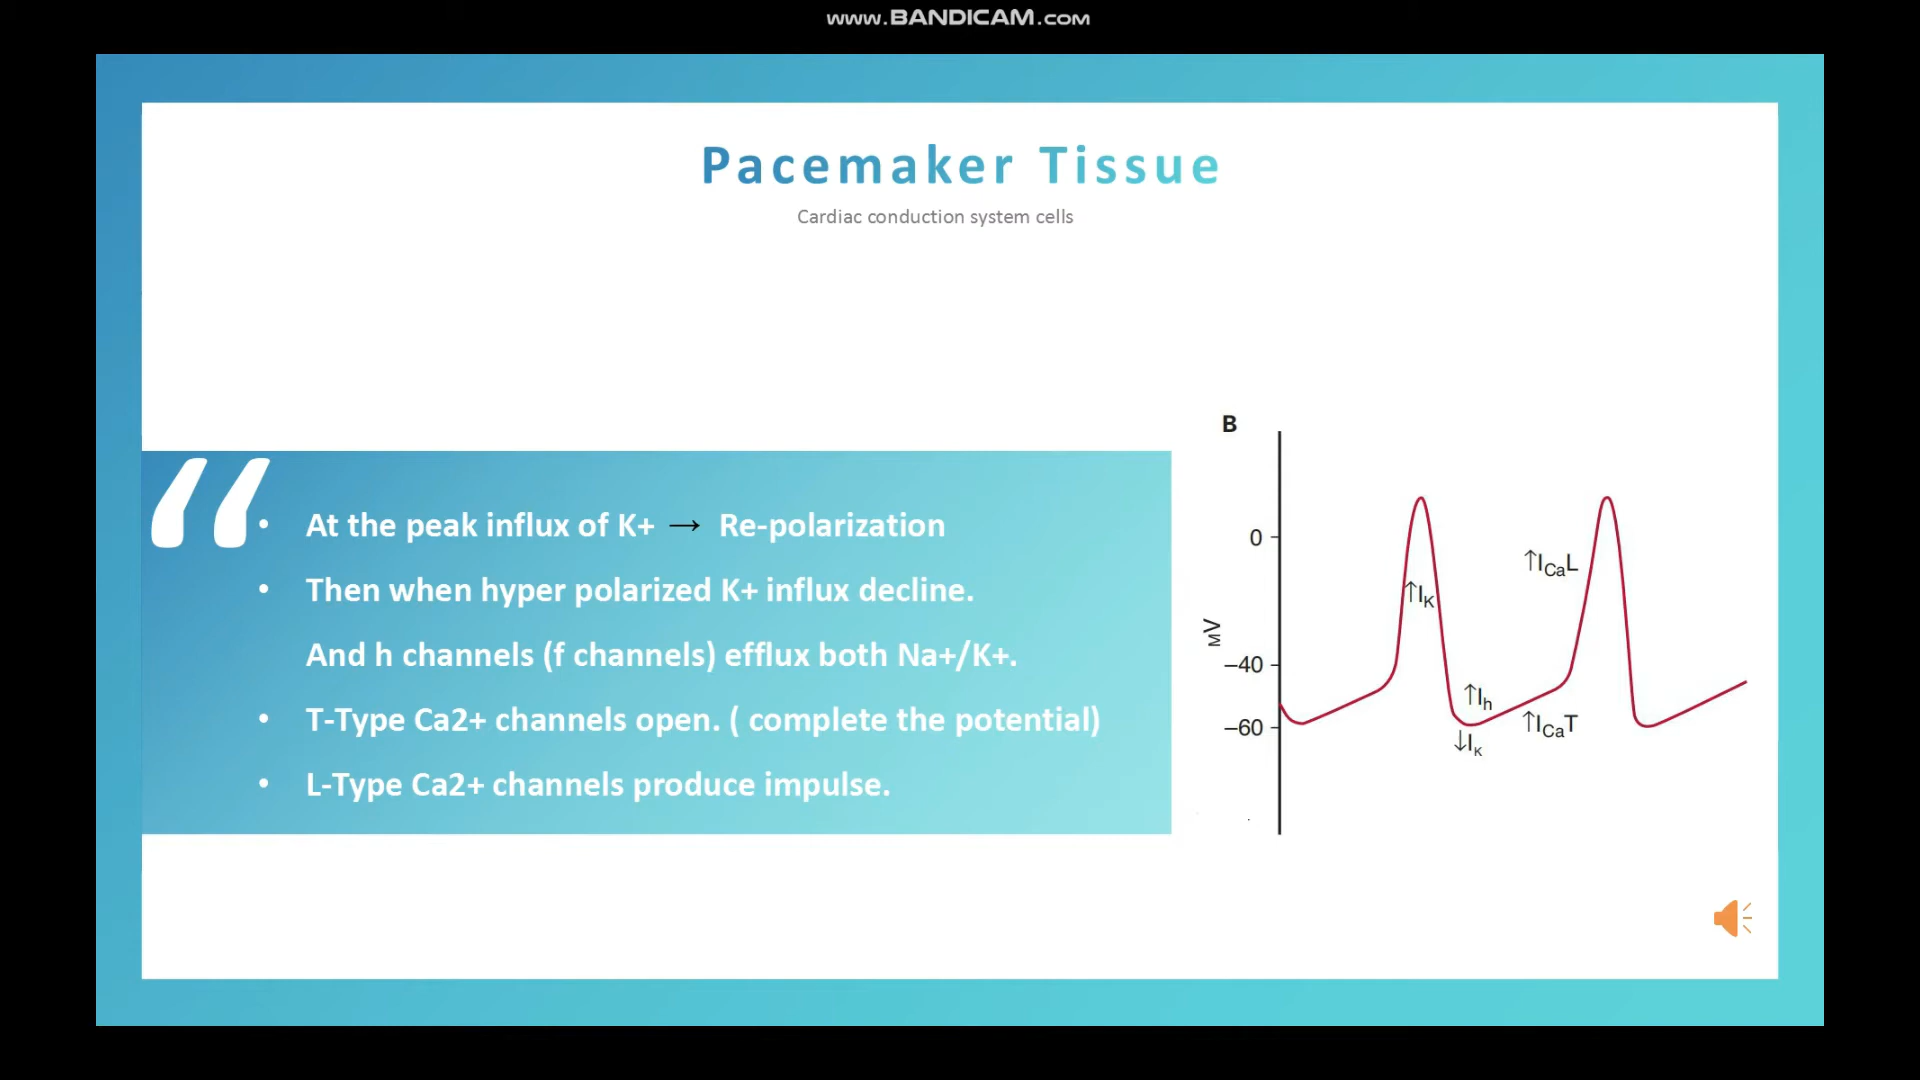 www.BANDICAM.com
Pacemaker Tissue
Cardiac conduction system cells
“
• At the peak influx of K+ → Re-polarization
• Then when hyper polarized K+ influx decline.
And h channels (f channels) efflux both Na+/K+.
• T-Type Ca2+ channels open. ( complete the potential)
• L-Type Ca2+ channels produce impulse.
B
0
↑ICaL
↑IK
MV
–40
↑Ih
↑ICaT
–60
↓IK